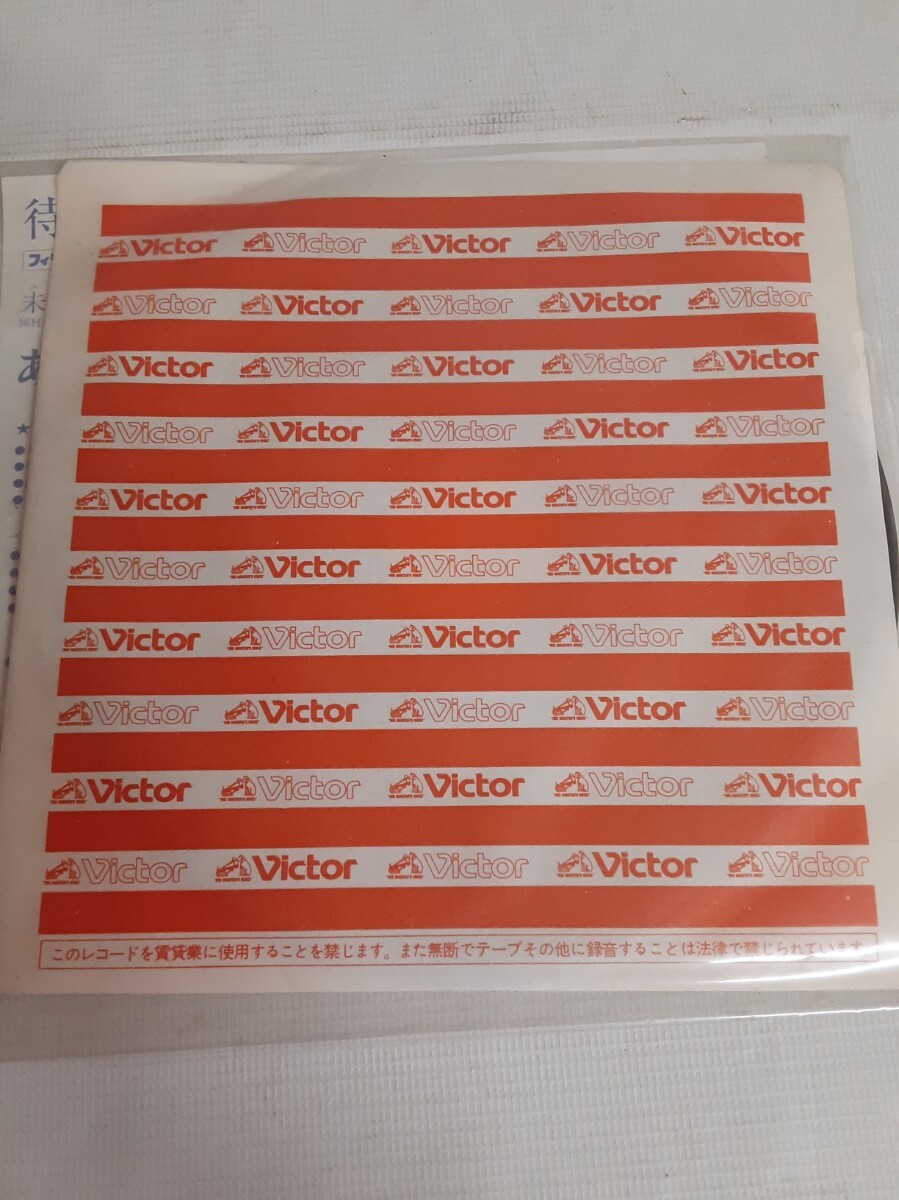 待
フィ
未
あ
Victor Victor Victor Victor Victor
Victor Victor Victor Victor Victor
Victor Victor Victor Victor Victor
Victor Victor Victor Victor Victor
Victor Victor Victor Victor Victor
Victor Victor Victor Victor Victor
Victor Victor Victor Victor Victor
Victor Victor Victor Victor Victor
Victor Victor Victor Victor Victor
Victor Victor Victor Victor Victor
このレコードを賃貸業に使用することを禁じます。また無断でテープその他に録音することは法律で禁じられています。